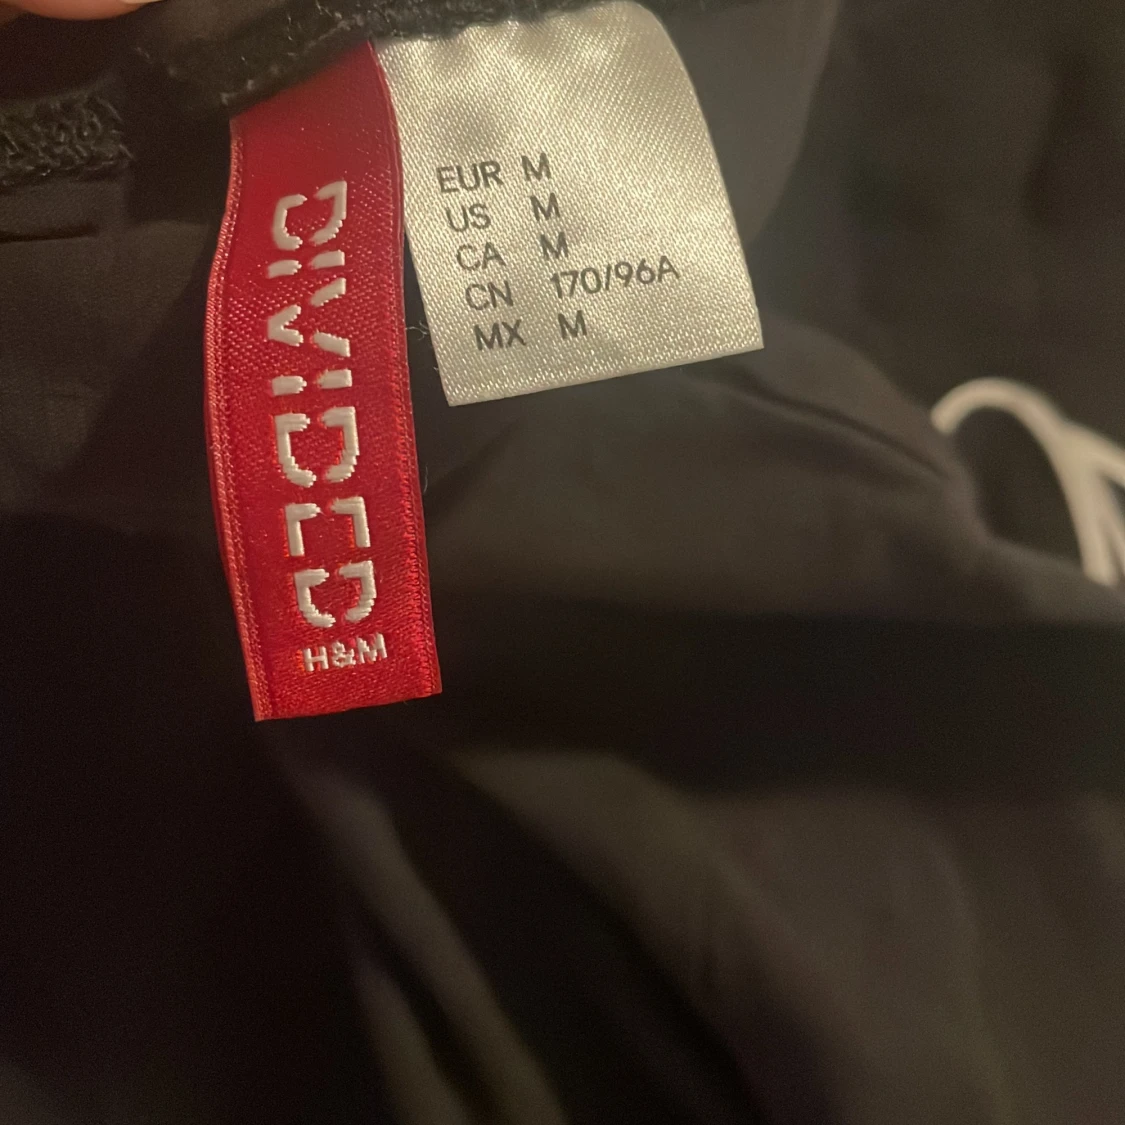 DIVIDED
H&M
EUR M
US M
CA M
CN 170/96A
MX M